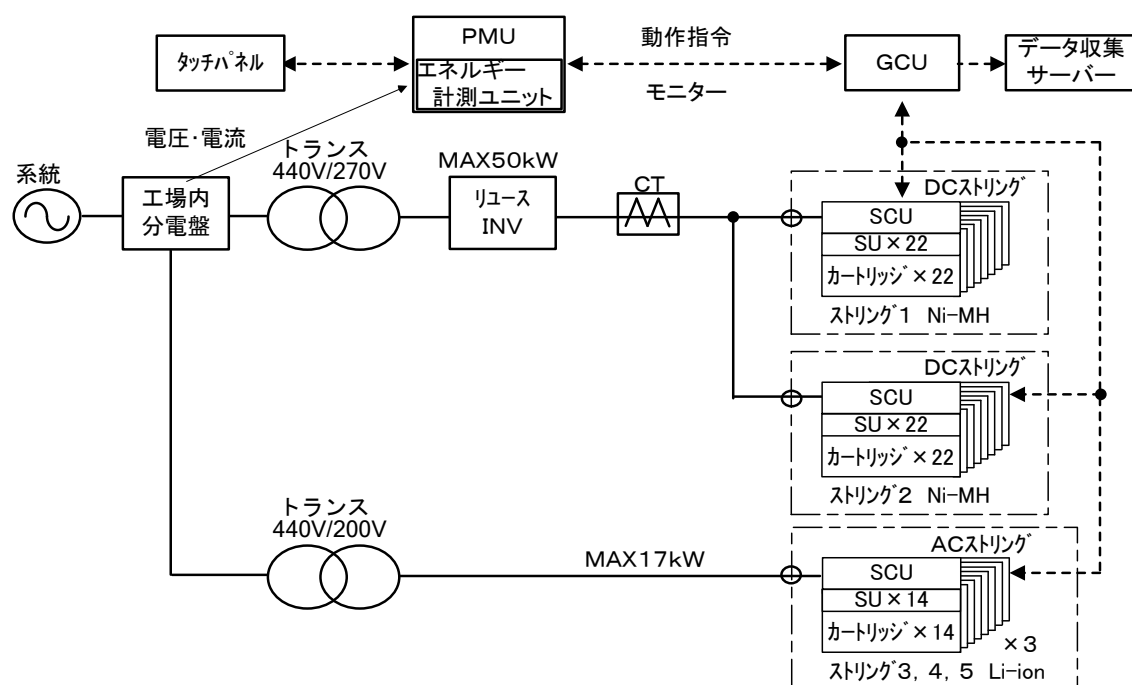 PMU
エネルギー
計測ユニット
ﾀｯﾁﾊﾟﾈﾙ
動作指令
モニター
GCU
データ収集
サーバー
電圧・電流
トランス
440V/270V
MAX50kW
ﾘﾕｰｽ
INV
CT
系統
工場内
分電盤
DCｽﾄﾘﾝｸﾞ
SCU
SU×22
ｶｰﾄﾘｯｼﾞ×22
ｽﾄﾘﾝｸﾞ1 Ni-MH
DCｽﾄﾘﾝｸﾞ
SCU
SU×22
ｶｰﾄﾘｯｼﾞ×22
ｽﾄﾘﾝｸﾞ2 Ni-MH
トランス
440V/200V
MAX17kW
ACｽﾄﾘﾝｸﾞ
SCU
SU×14
ｶｰﾄﾘｯｼﾞ×14
×3
ｽﾄﾘﾝｸﾞ3, 4, 5 Li-ion